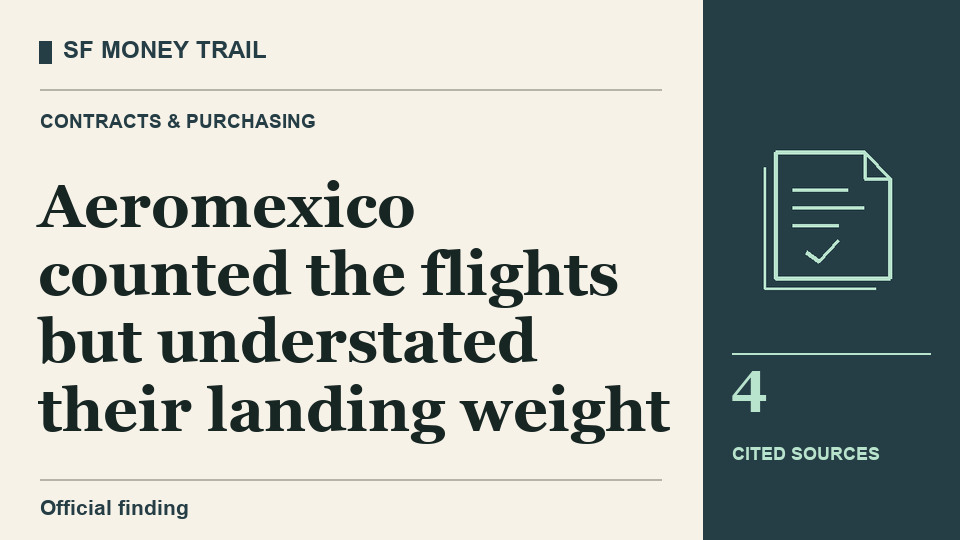 SF MONEY TRAIL
CONTRACTS & PURCHASING
Aeromexico
counted the flights
but understated
their landing weight
Official finding
4
CITED SOURCES